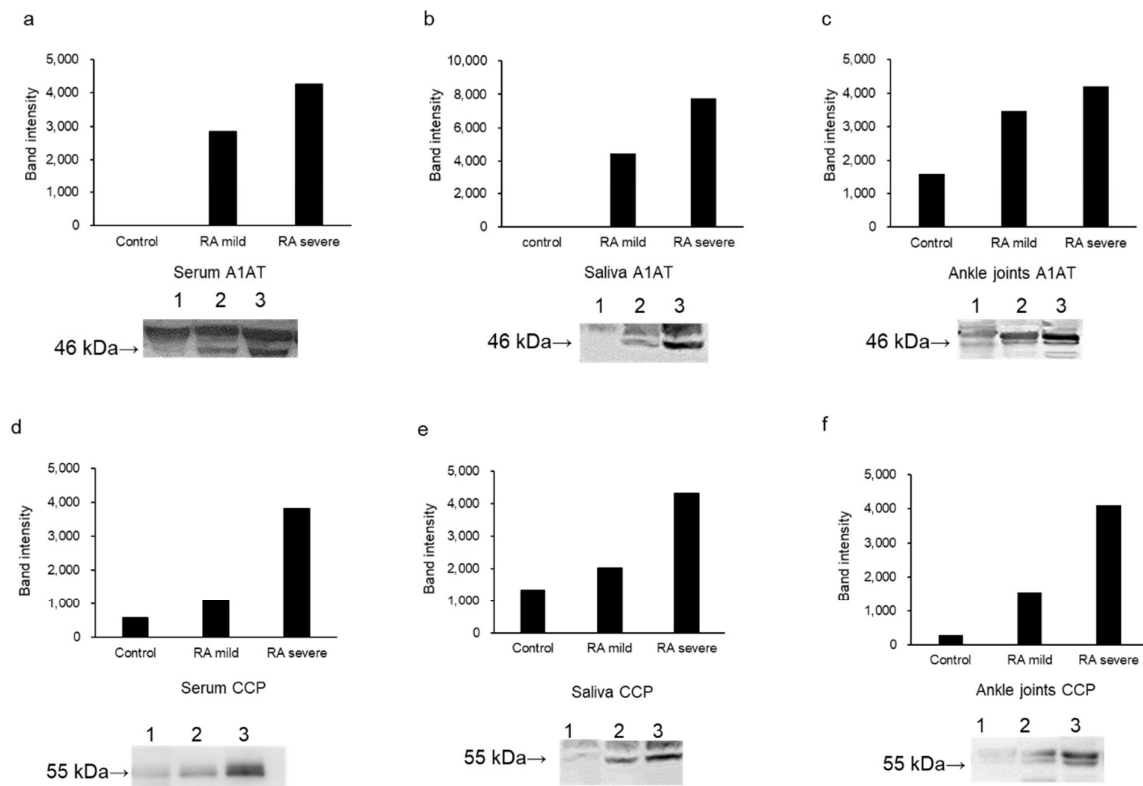 a
5,000
4,000
3,000
2,000
1,000
0
Band intensity
Control RA mild RA severe
Serum A1AT
1 2 3
46 kDa→
b
10,000
8,000
6,000
4,000
2,000
0
Band intensity
control RA mild RA severe
Saliva A1AT
1 2 3
46 kDa→
c
5,000
4,000
3,000
2,000
1,000
0
Band intensity
Control RA mild RA severe
Ankle joints A1AT
1 2 3
46 kDa→
d
5,000
4,000
3,000
2,000
1,000
0
Band intensity
Control RA mild RA severe
Serum CCP
1 2 3
55 kDa→
e
5,000
4,000
3,000
2,000
1,000
0
Band intensity
Control RA mild RA severe
Saliva CCP
1 2 3
55 kDa→
f
5,000
4,000
3,000
2,000
1,000
0
Band intensity
Control RA mild RA severe
Ankle joints CCP
1 2 3
55 kDa→